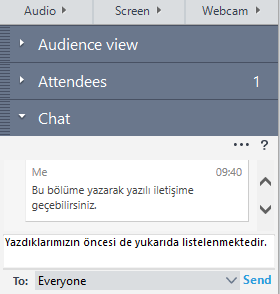 Audio Screen Webcam
Audience view
Attendees 1
Chat
... ?
Me 09:40
Bu bölüme yazarak yazılı iletişime
geçebilirsiniz.
Yazdıklarımızın öncesi de yukarıda listelenmektedir.
To: Everyone Send